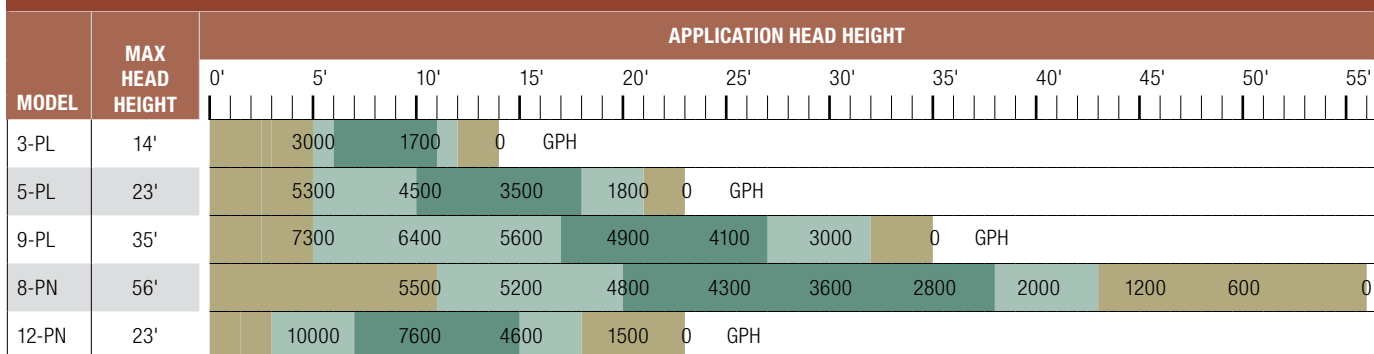 APPLICATION HEAD HEIGHT
MODEL MAX HEAD HEIGHT 0' 5' 10' 15' 20' 25' 30' 35' 40' 45' 50' 55'
3-PL 14' 3000 1700 0 GPH
5-PL 23' 5300 4500 3500 1800 0 GPH
9-PL 35' 7300 6400 5600 4900 4100 3000 0 GPH
8-PN 56' 5500 5200 4800 4300 3600 2800 2000 1200 600 0
12-PN 23' 10000 7600 4600 1500 0 GPH